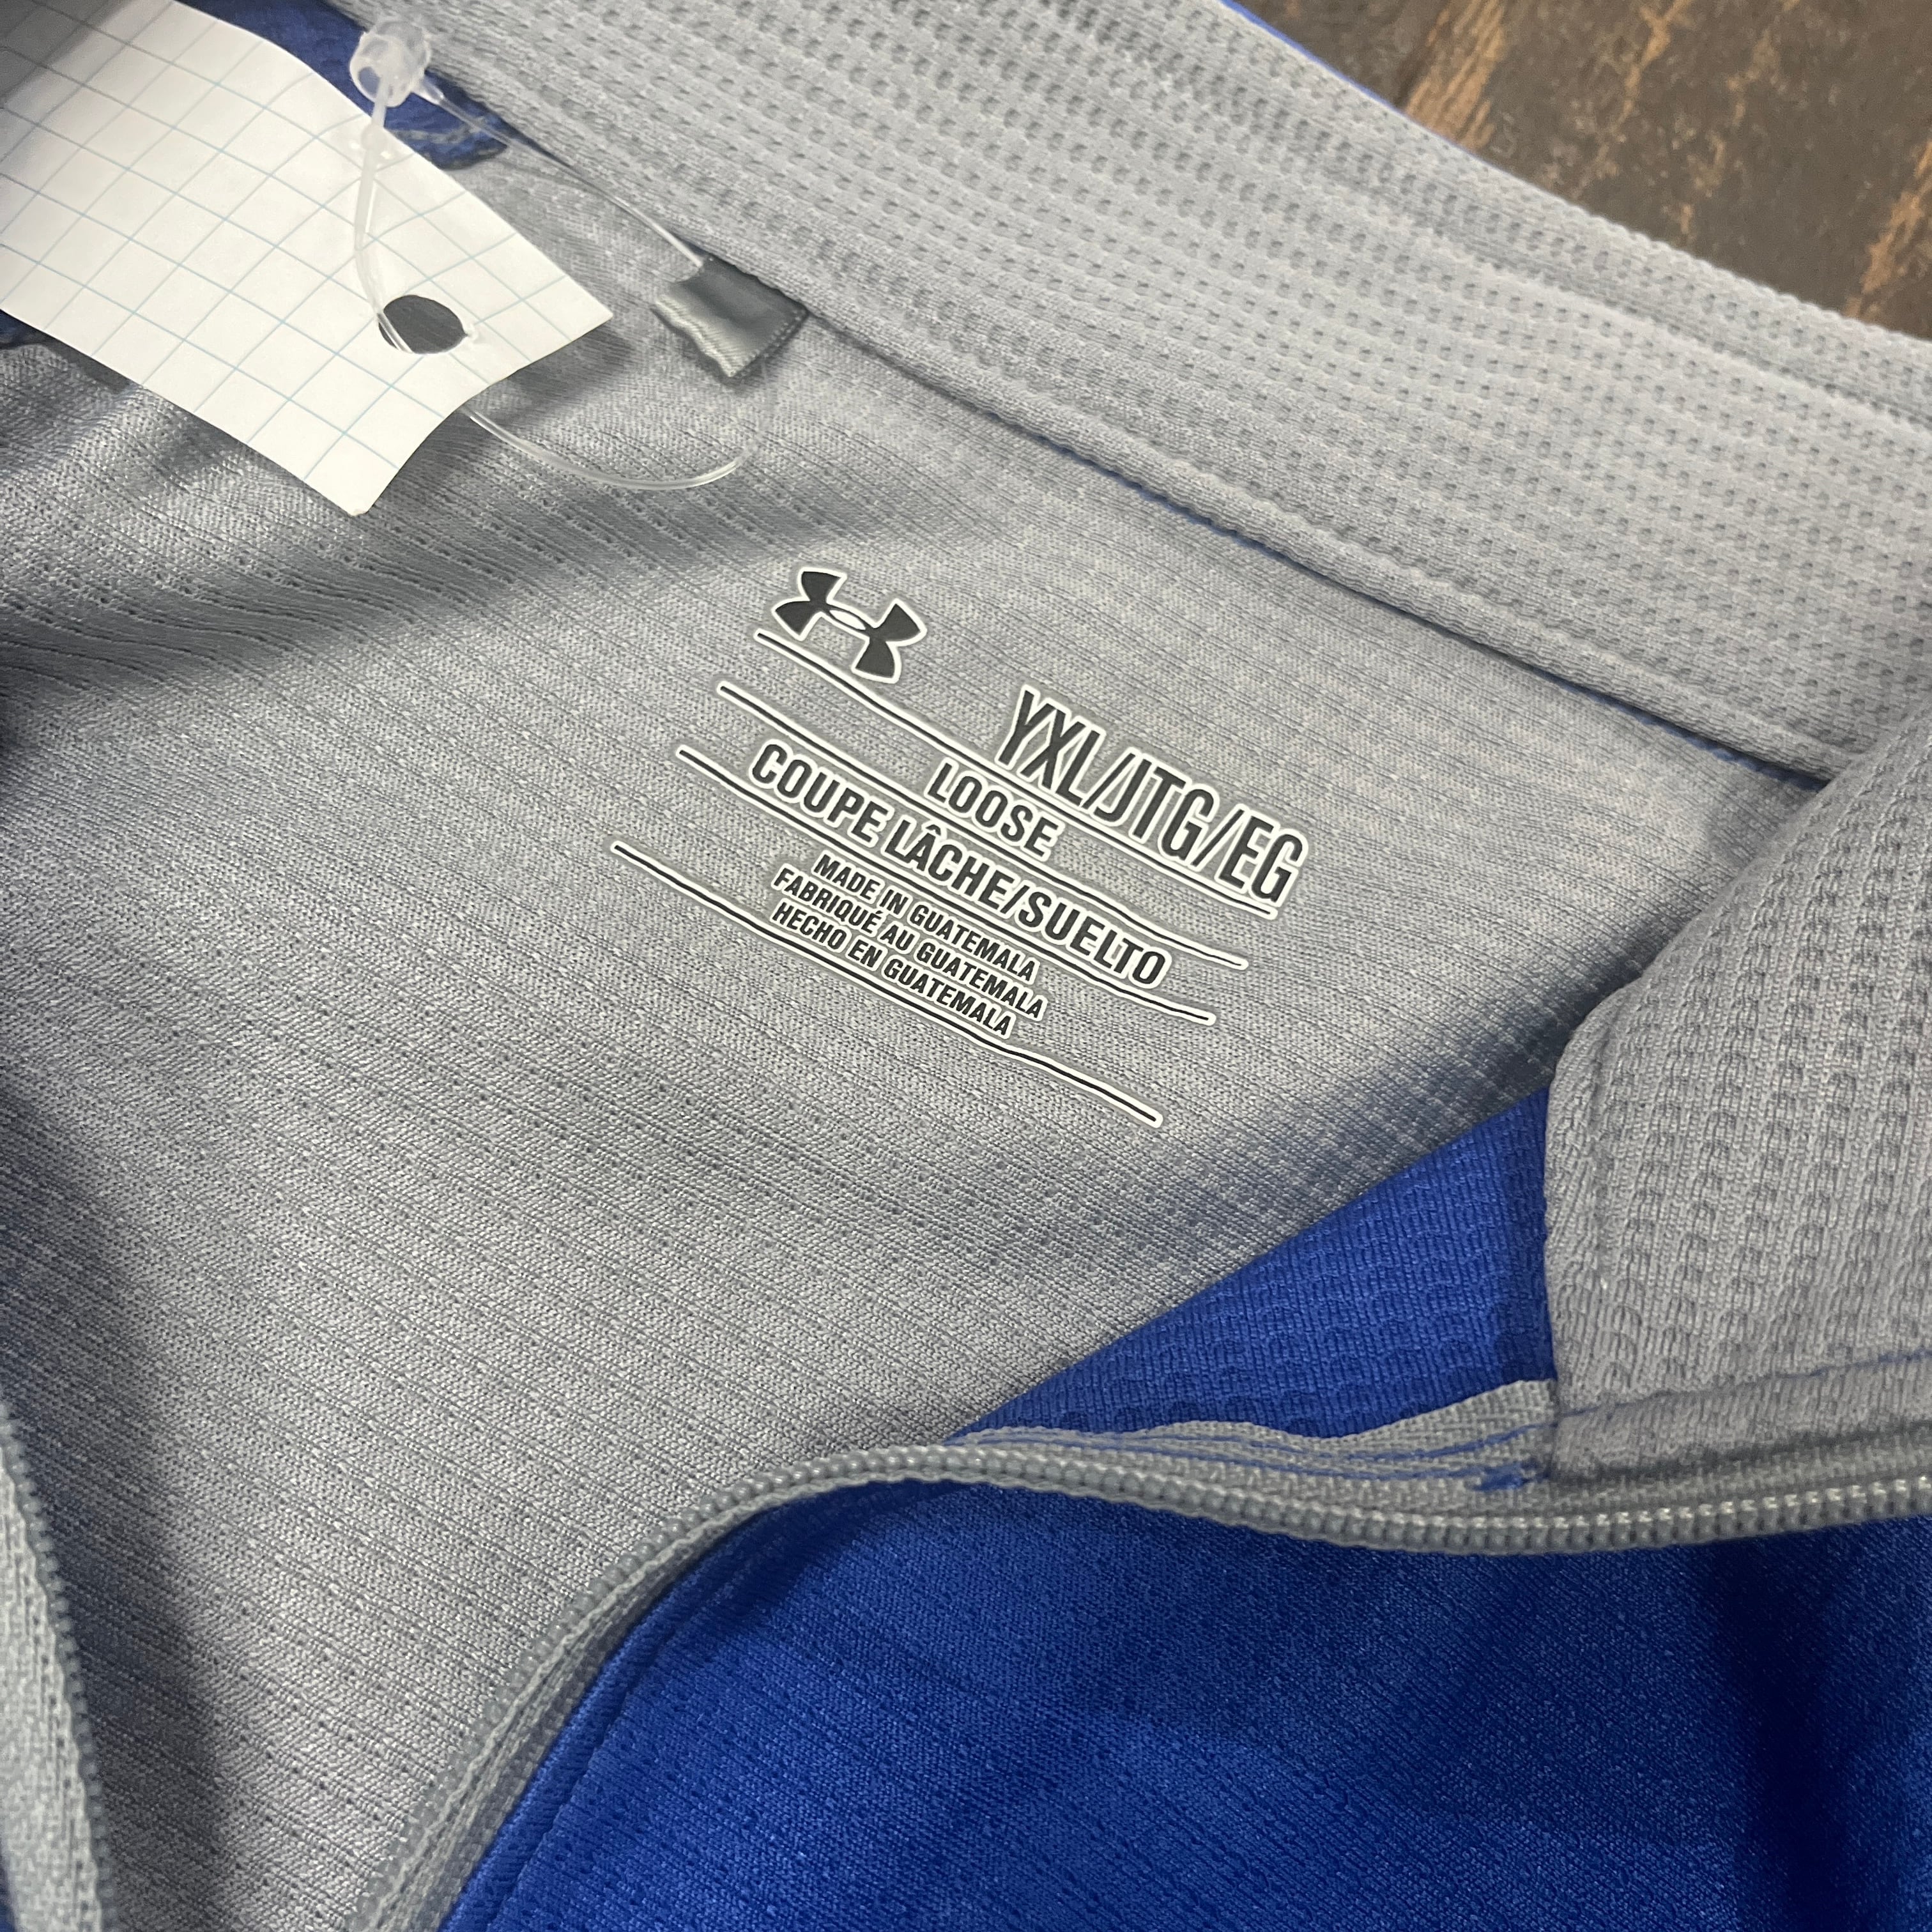 YXL/JTG/EG
LOOSE
COUPE LÂCHE/SUELTO
MADE IN GUATEMALA
FABRIQUÉ AU GUATEMALA
HECHO EN GUATEMALA